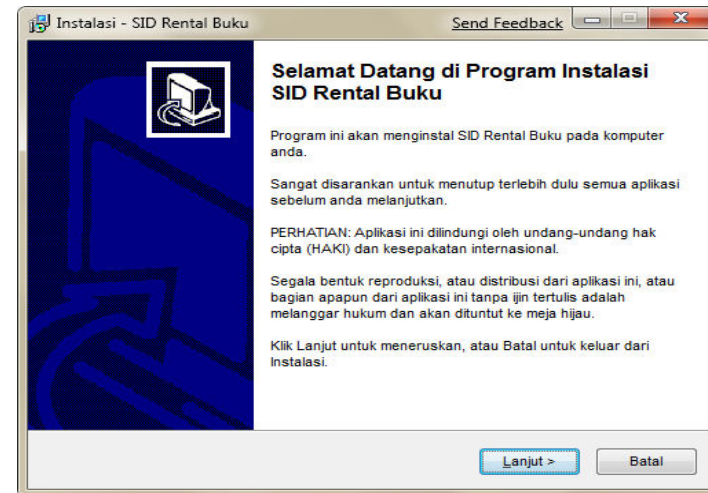 Instalasi - SID Rental Buku
Send Feedback
Selamat Datang di Program Instalasi
SID Rental Buku
Program ini akan menginstal SID Rental Buku pada komputer
anda.
Sangat disarankan untuk menutup terlebih dulu semua aplikasi
sebelum anda melanjutkan.
PERHATIAN: Aplikasi ini dilindungi oleh undang-undang hak
cipta (HAKI) dan kesepakatan internasional.
Segala bentuk reproduksi, atau distribusi dari aplikasi ini, atau
bagian apapun dari aplikasi ini tanpa ijin tertulis adalah
melanggar hukum dan akan dituntut ke meja hijau.
Klik Lanjut untuk meneruskan, atau Batal untuk keluar dari
Instalasi.
Lanjut >
Batal